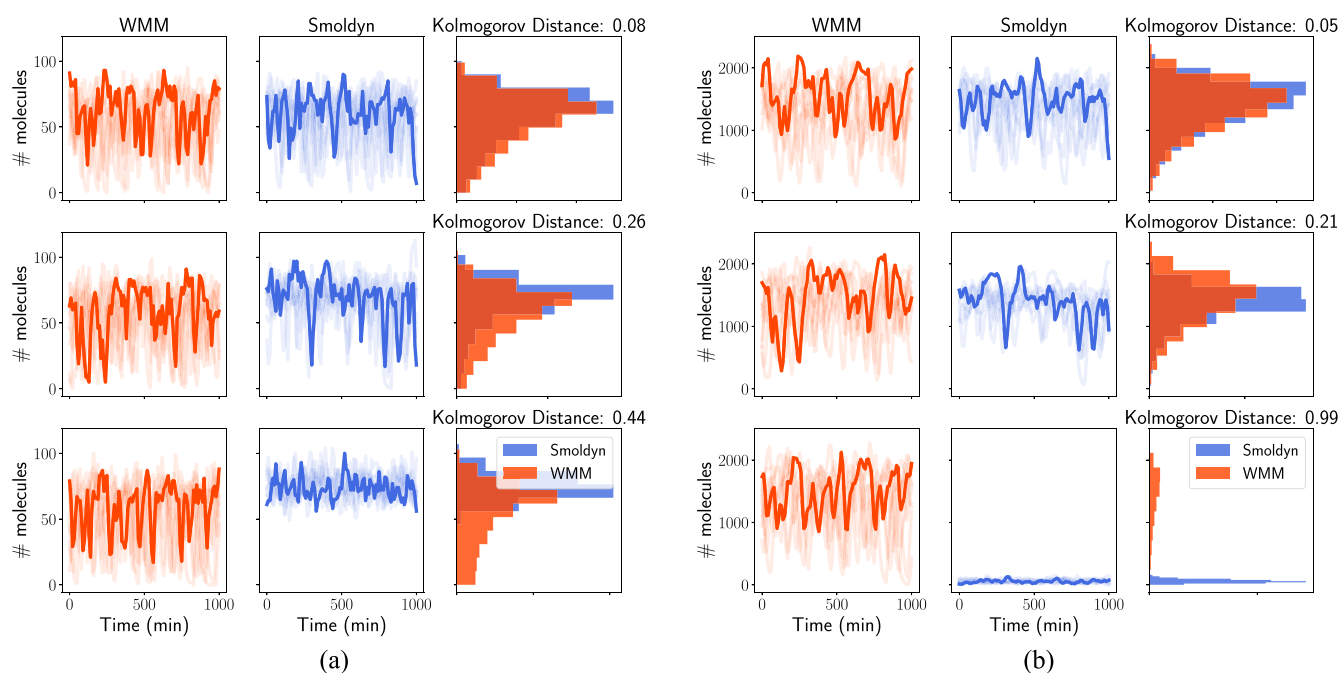 WMM Smoldyn Kolmogorov Distance: 0.08
# molecules
100
50
0
Kolmogorov Distance: 0.26
# molecules
100
50
0
Kolmogorov Distance: 0.44
# molecules
100
50
0
Smoldyn
WMM
0 500 1000 0 500 1000
Time (min) Time (min)
(a)
WMM Smoldyn Kolmogorov Distance: 0.05
# molecules
2000
1000
0
Kolmogorov Distance: 0.21
# molecules
2000
1000
0
Kolmogorov Distance: 0.99
# molecules
2000
1000
0
Smoldyn
WMM
0 500 1000 0 500 1000
Time (min) Time (min)
(b)